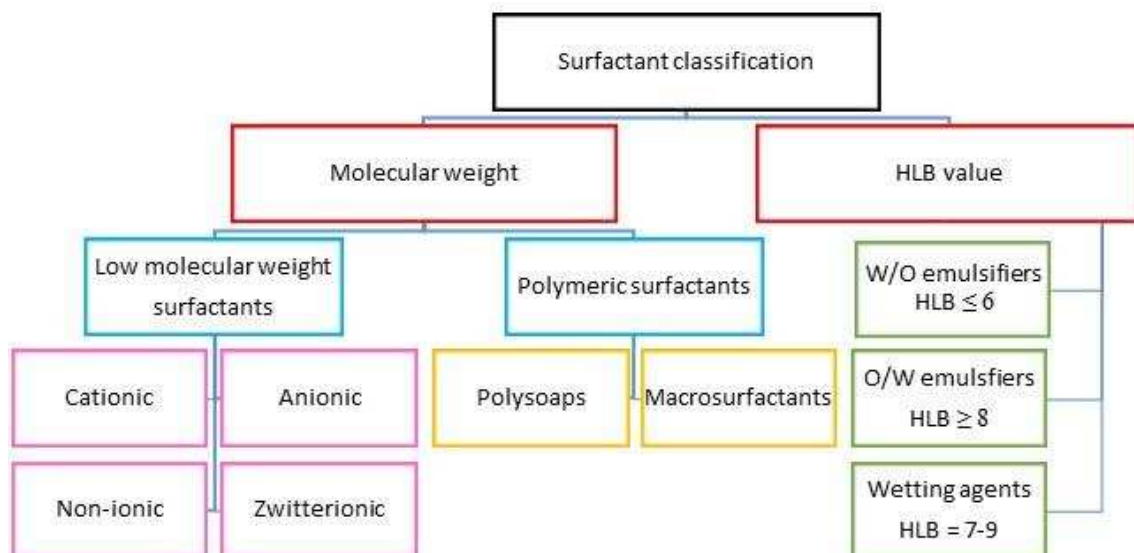 Surfactant classification
Molecular weight
HLB value
Low molecular weight
surfactants
Polymeric surfactants
W/O emulsifiers
HLB ≤ 6
Cationic
Anionic
Polysoaps
Macrosurfactants
O/W emulsfiers
HLB ≥ 8
Non-ionic
Zwitterionic
Wetting agents
HLB = 7-9